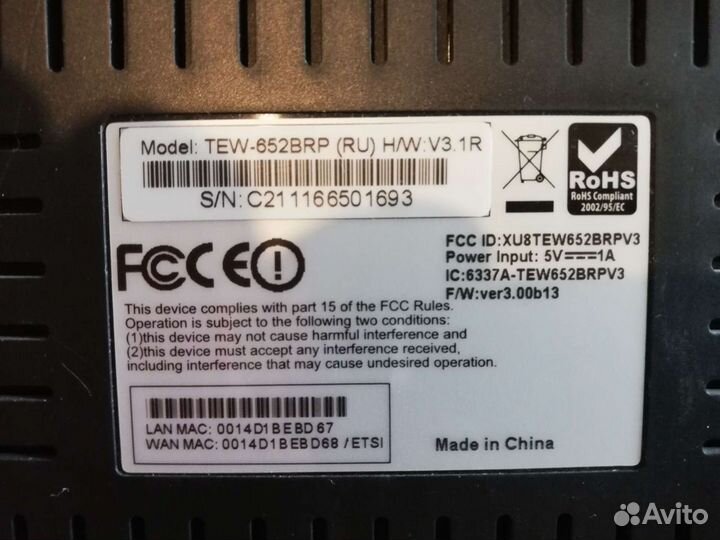 Model: TEW-652BRP (RU) H/W:V3.1R
S/N: C211166501693
RoHS
RoHS Compliant
2002/95/EC
FCC ID:XU8TEW652BRPV3
Power Input: 5V⎓1A
IC:6337A-TEW652BRPV3
F/W:ver3.00b13
FC CE
This device complies with part 15 of the FCC Rules.
Operation is subject to the following two conditions:
(1)this device may not cause harmful interference and
(2)this device must accept any interference received,
including interference that may cause undesired operation.
LAN MAC: 0014D1BEBD67
WAN MAC: 0014D1BEBD68 / ETSI
Made in China
Avito